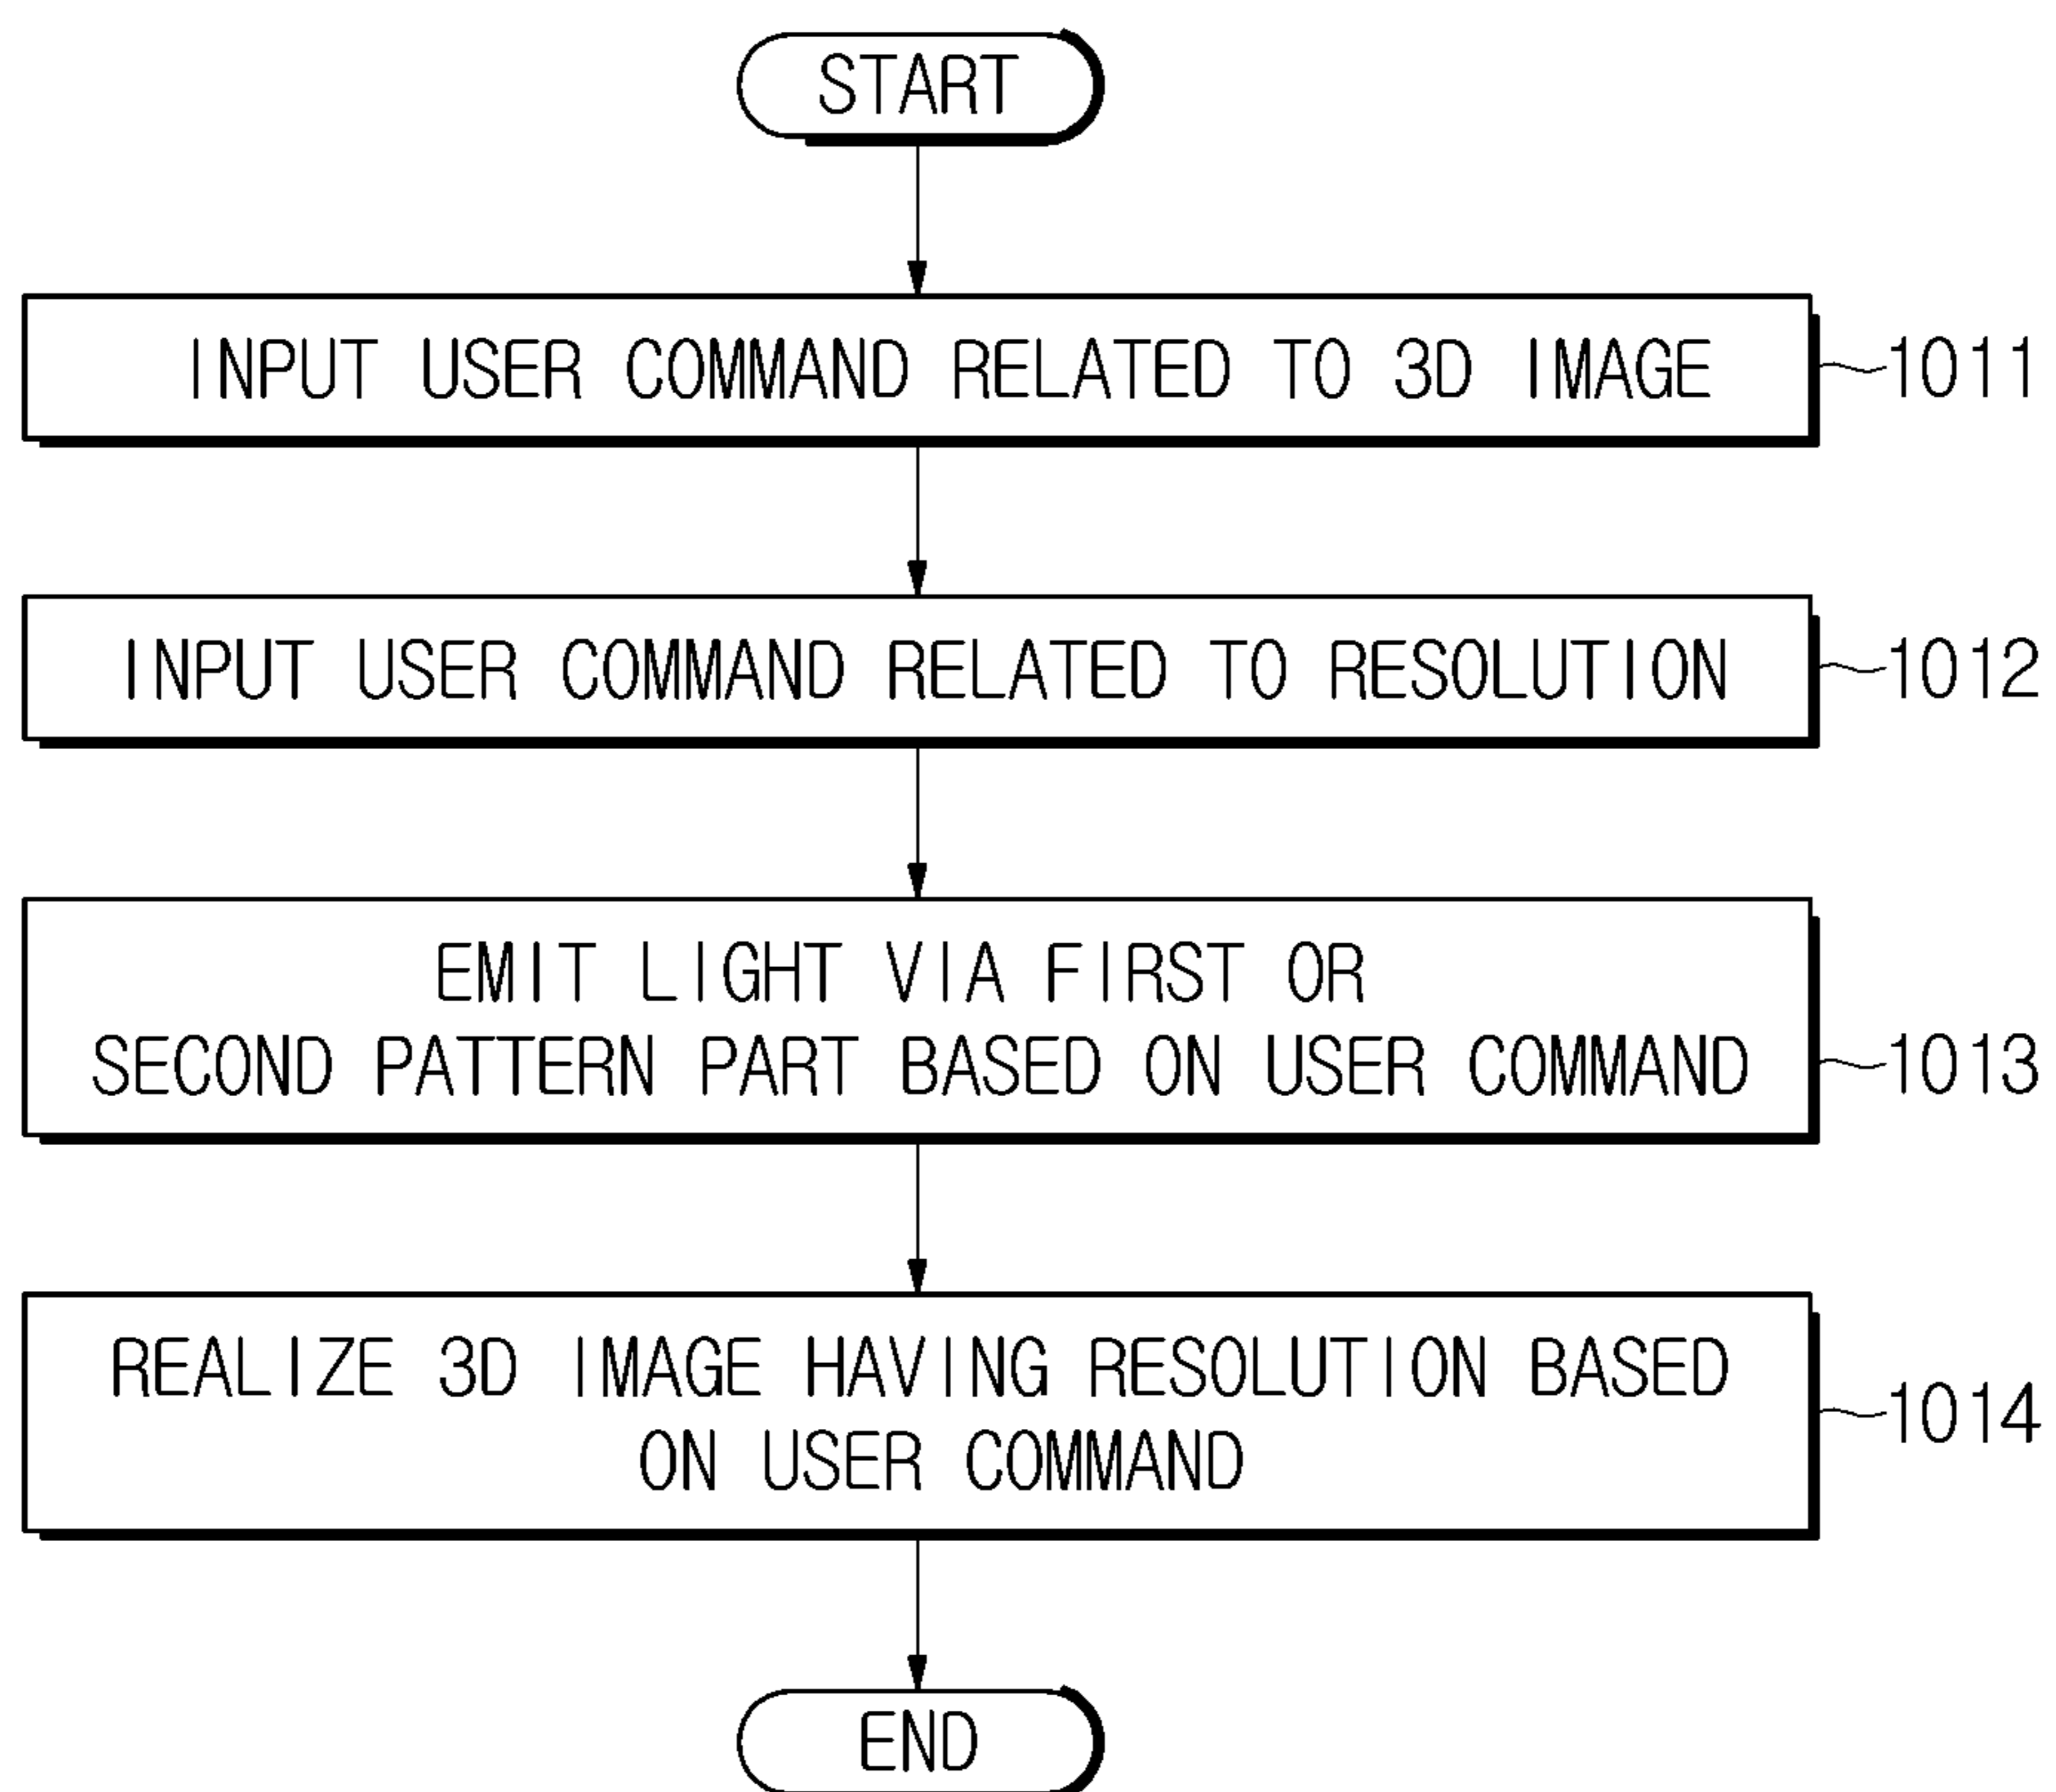 START
INPUT USER COMMAND RELATED TO 3D IMAGE
1011
INPUT USER COMMAND RELATED TO RESOLUTION
1012
EMIT LIGHT VIA FIRST OR
SECOND PATTERN PART BASED ON USER COMMAND
1013
REALIZE 3D IMAGE HAVING RESOLUTION BASED
ON USER COMMAND
1014
END